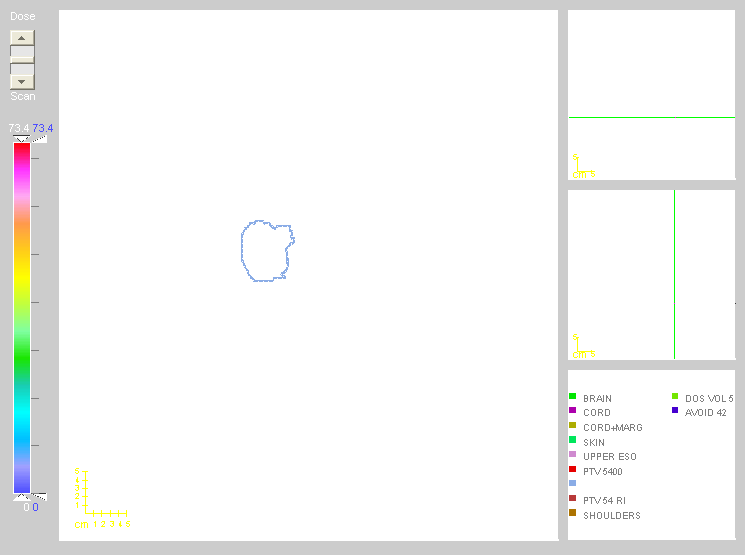 Dose
Scan
73.4 73.4
0 0
5
4
3
2
1
cm 1 2 3 4 5
5
cm 5
5
cm 5
BRAIN
CORD
CORD+MARG
SKIN
UPPER ESO
PTV 5400
PTV 54 RI
SHOULDERS
DOS VOL 5
AVOID 42